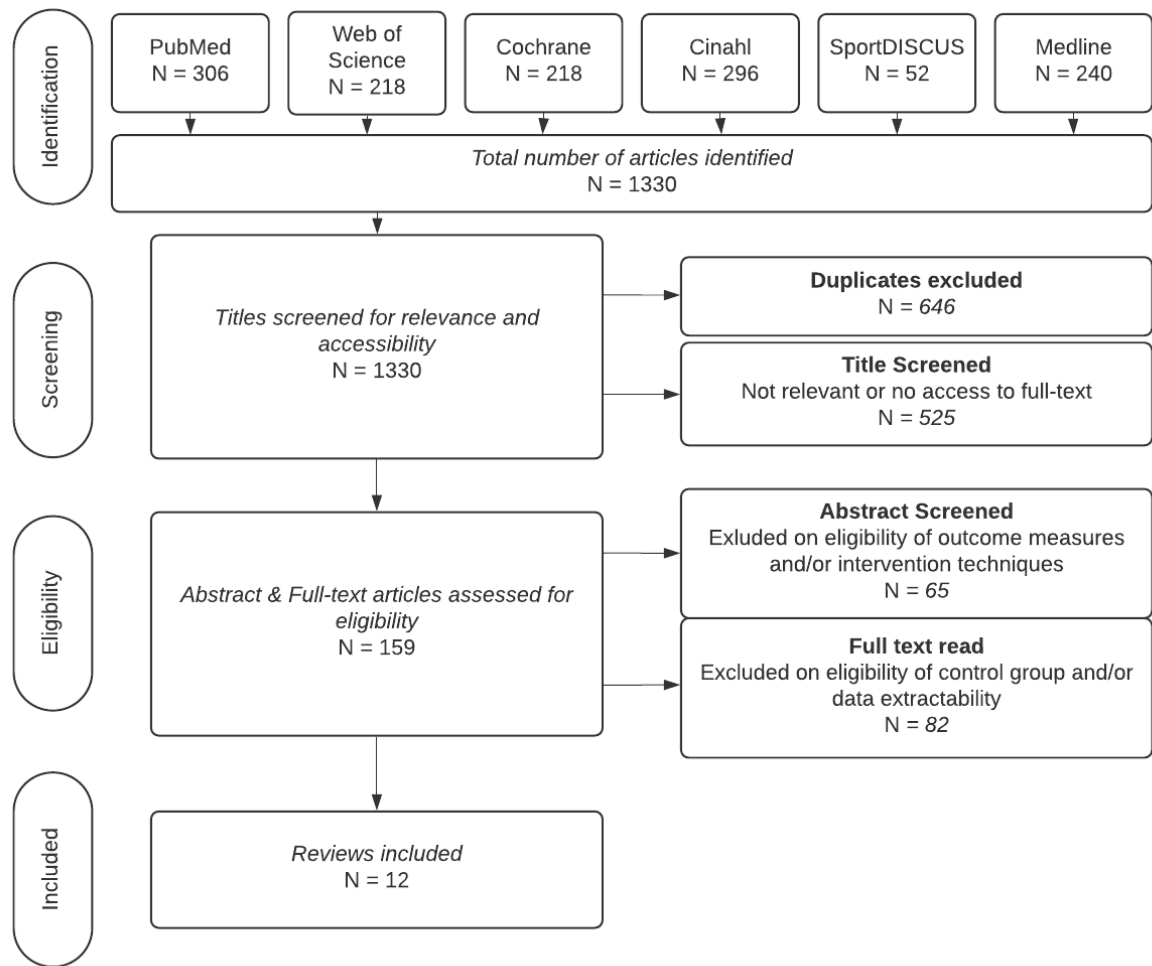 Identification
PubMed
N = 306
Web of
Science
N = 218
Cochrane
N = 218
Cinahl
N = 296
SportDISCUS
N = 52
Medline
N = 240
Total number of articles identified
N = 1330
Screening
Titles screened for relevance and
accessibility
N = 1330
Duplicates excluded
N = 646
Title Screened
Not relevant or no access to full-text
N = 525
Eligibility
Abstract & Full-text articles assessed for
eligibility
N = 159
Abstract Screened
Exluded on eligibility of outcome measures
and/or intervention techniques
N = 65
Full text read
Excluded on eligibility of control group and/or
data extractability
N = 82
Included
Reviews included
N = 12